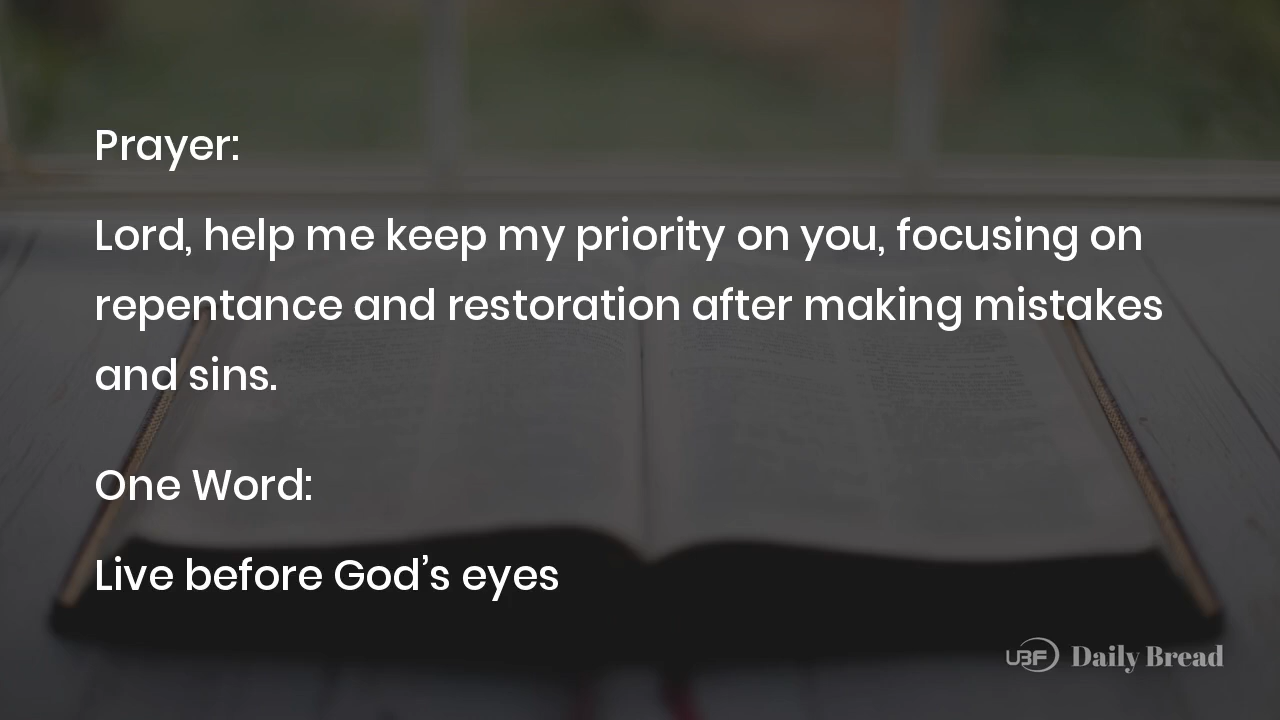 Prayer:
Lord, help me keep my priority on you, focusing on
repentance and restoration after making mistakes
and sins.
One Word:
Live before God’s eyes
UBF Daily Bread